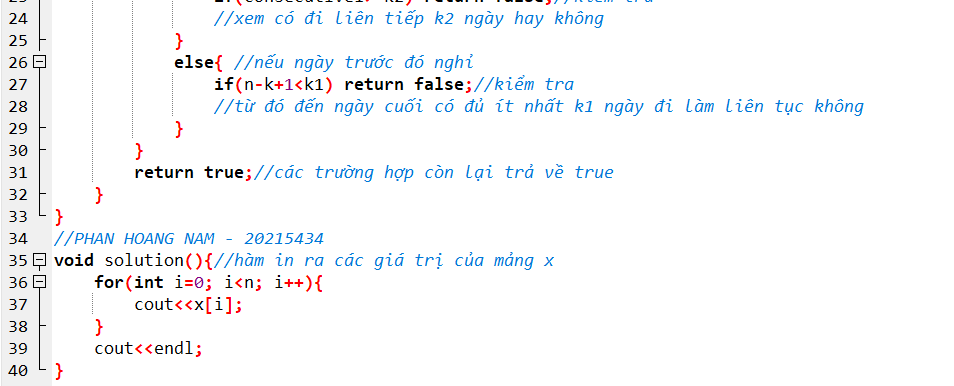 24 //xem có đi liên tiếp k2 ngày hay không
25 }
26 else{ //nếu ngày trước đó nghỉ
27 if(n-k+1<k1) return false;//kiểm tra
28 //từ đó đến ngày cuối có đủ ít nhất k1 ngày đi làm liên tục không
29 }
30 }
31 return true;//các trường hợp còn lại trả về true
32 }
33 }
34 //PHAN HOANG NAM - 20215434
35 void solution(){//hàm in ra các giá trị của mảng x
36 for(int i=0; i<n; i++){
37 cout<<x[i];
38 }
39 cout<<endl;
40 }